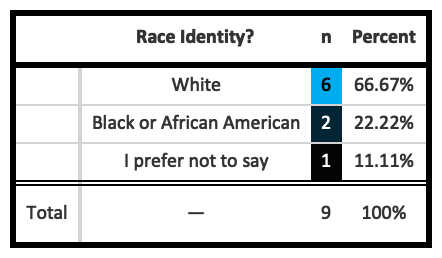 Race Identity? n Percent
White 6 66.67%
Black or African American 2 22.22%
I prefer not to say 1 11.11%
Total — 9 100%